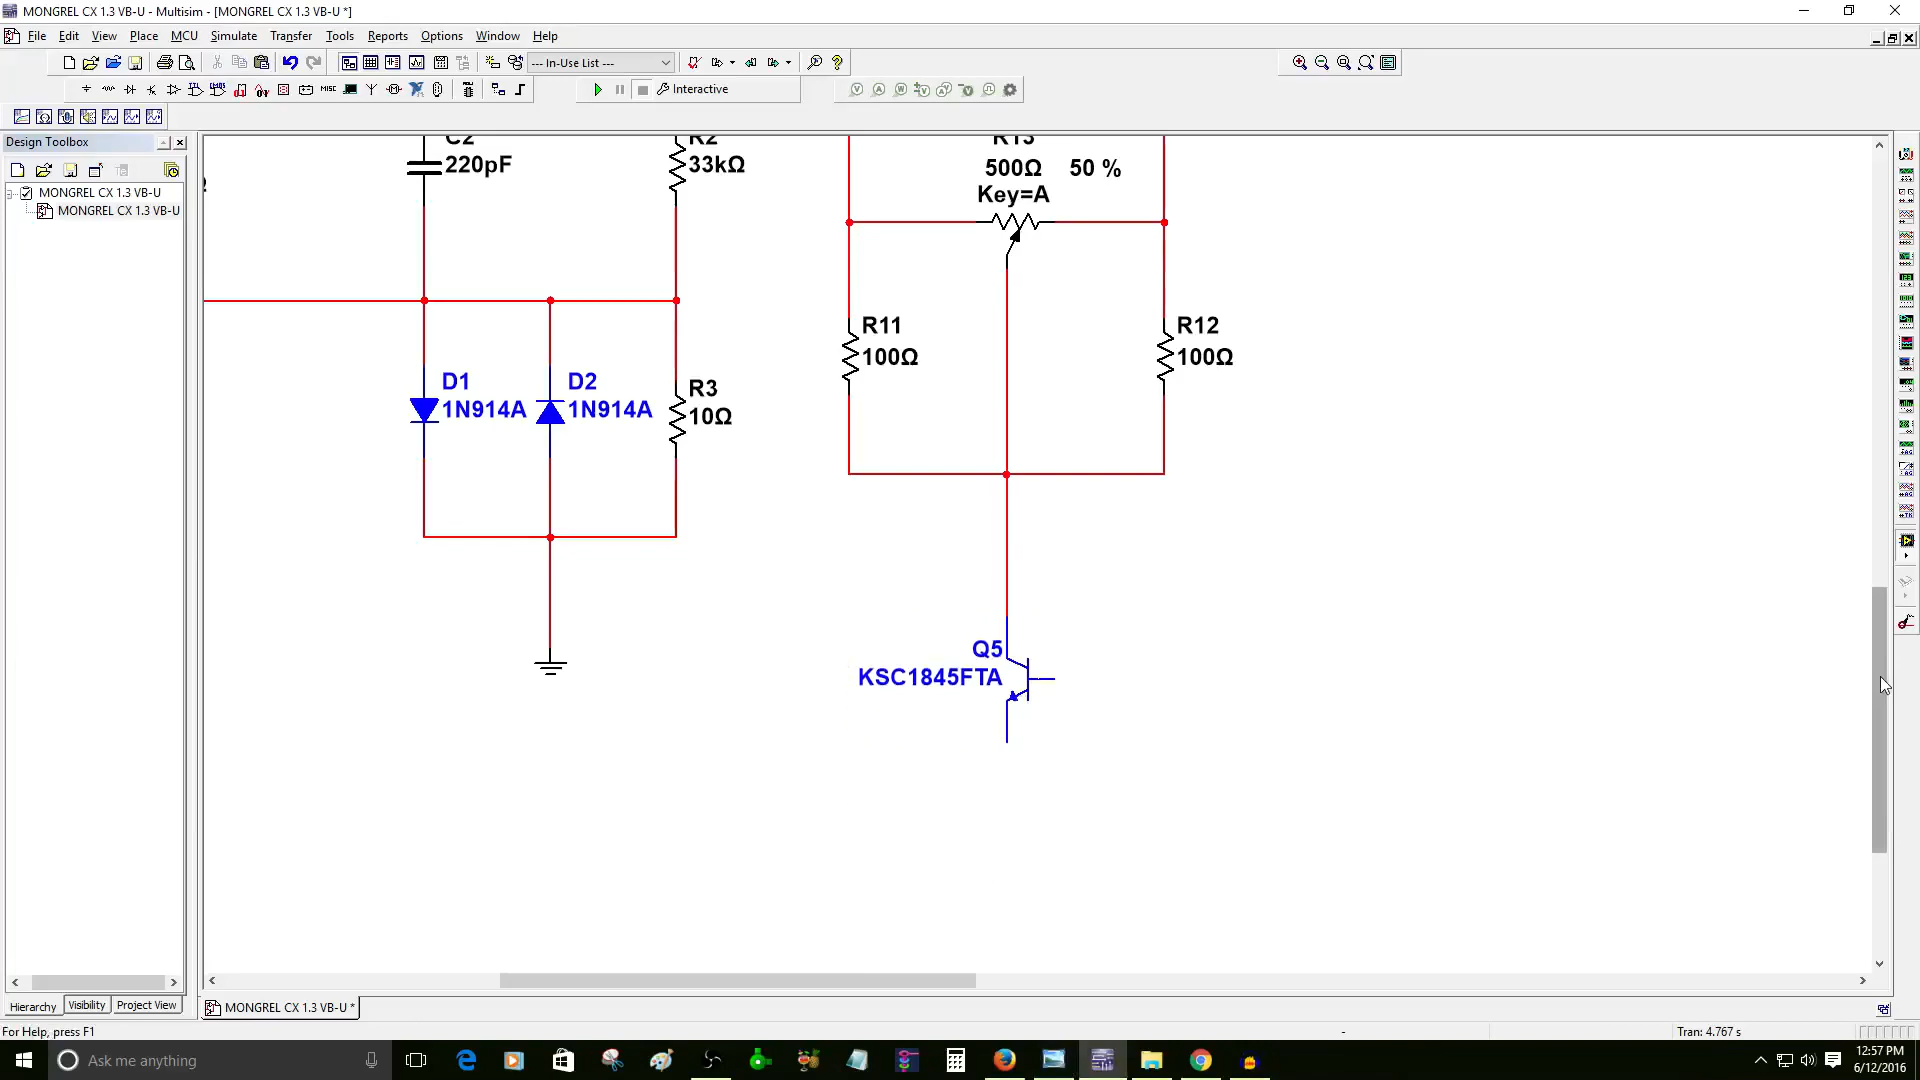 MONGREL CX 1.3 VB-U - Multisim - [MONGREL CX 1.3 VB-U *]
File Edit View Place MCU Simulate Transfer Tools Reports Options Window Help
--- In-Use List ---
Interactive
Design Toolbox
MONGREL CX 1.3 VB-U
MONGREL CX 1.3 VB-U
C2
220pF
R2
33kΩ
R13
500Ω 50 %
Key=A
R11
100Ω
R12
100Ω
D1
1N914A
D2
1N914A
R3
10Ω
Q5
KSC1845FTA
Hierarchy Visibility Project View
MONGREL CX 1.3 VB-U *
For Help, press F1
-
Tran: 4.767 s
Ask me anything
12:57 PM
6/12/2016